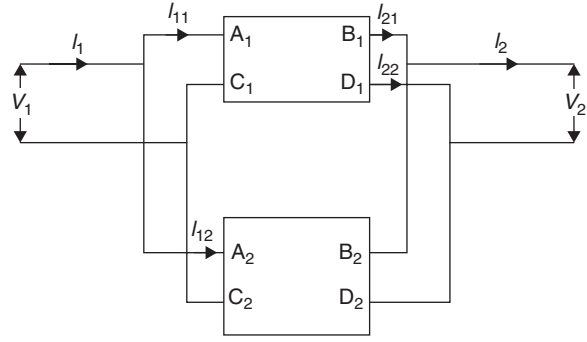 I₁₁ A₁ B₁ I₂₁
I₁ I₂
I₂₂
V₁ C₁ D₁ V₂
I₁₂ A₂ B₂
C₂ D₂